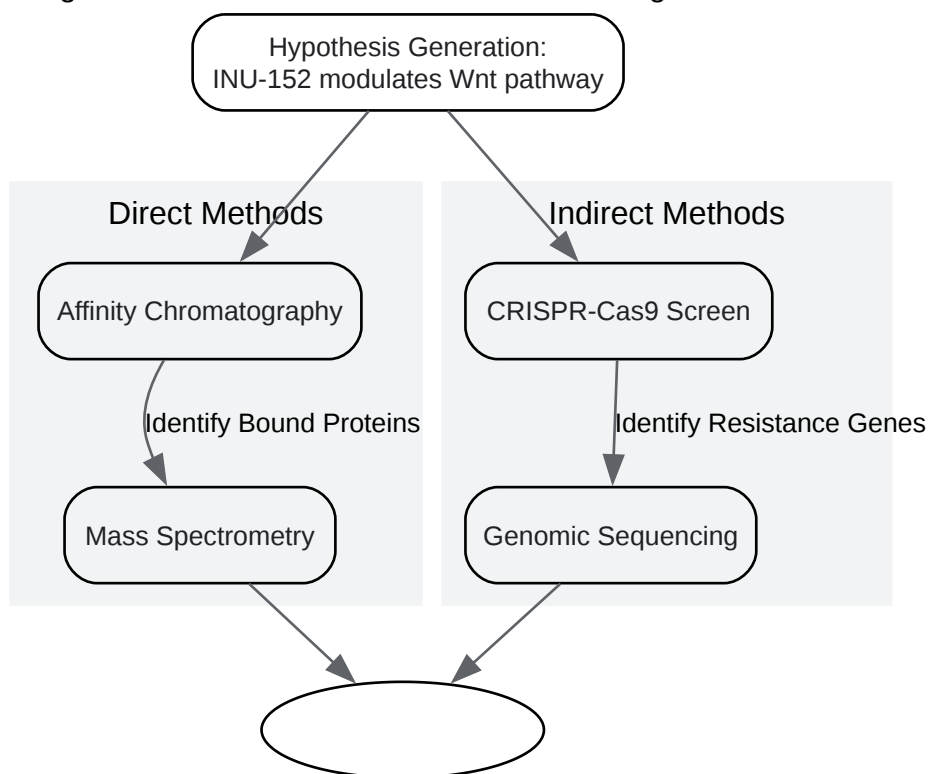 Hypothesis Generation:
INU-152 modulates Wnt pathway
Direct Methods
Indirect Methods
Affinity Chromatography
CRISPR-Cas9 Screen
Identify Bound Proteins
Identify Resistance Genes
Mass Spectrometry
Genomic Sequencing